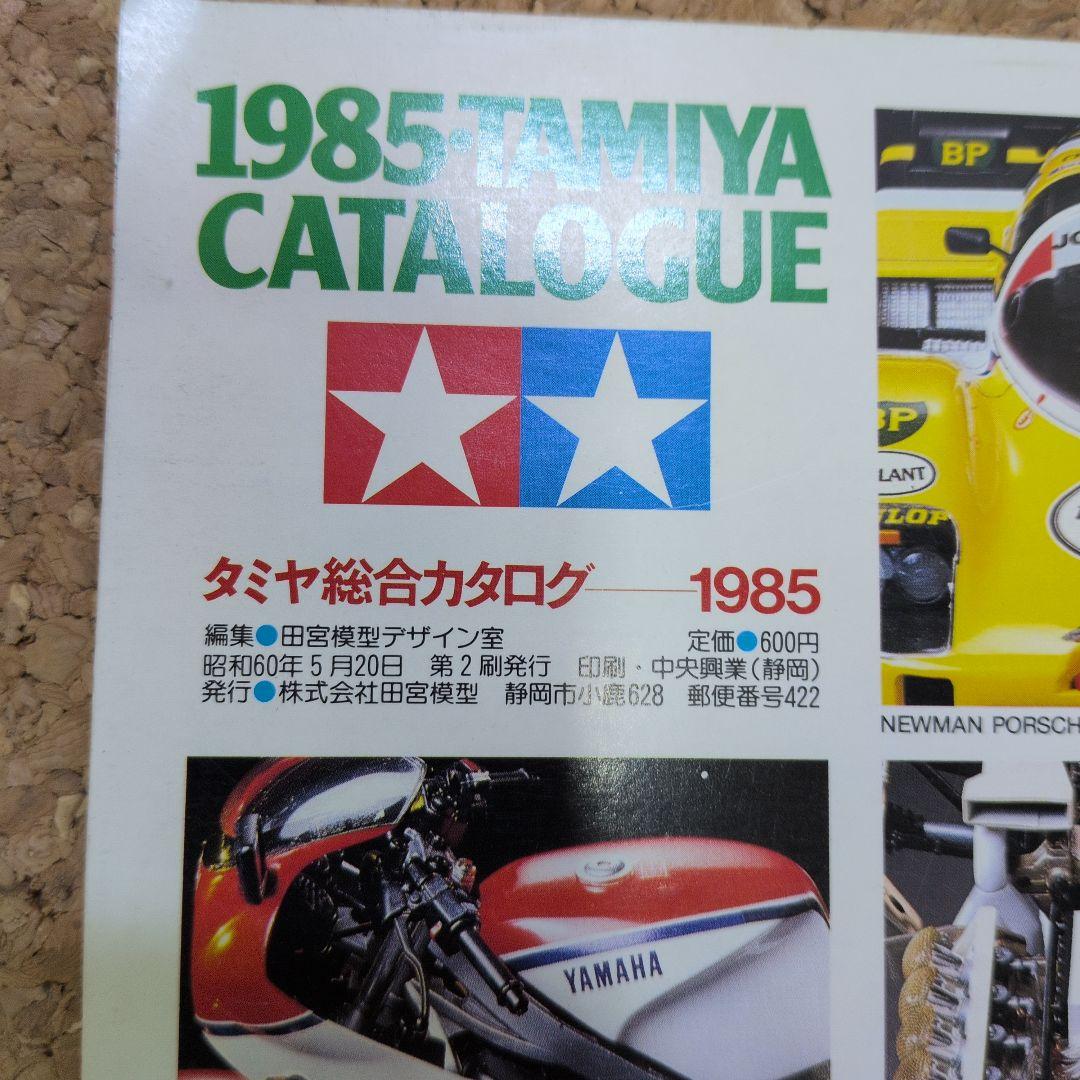 1985・TAMIYA
CATALOGUE
タミヤ総合カタログ——1985
編集●田宮模型デザイン室 定価●600円
昭和60年5月20日 第2刷発行 印刷・中央興業(静岡)
発行●株式会社田宮模型 静岡市小鹿628 郵便番号422
BP
JO
BP
LANT
NLOP
NEWMAN PORSCH
YAMAHA